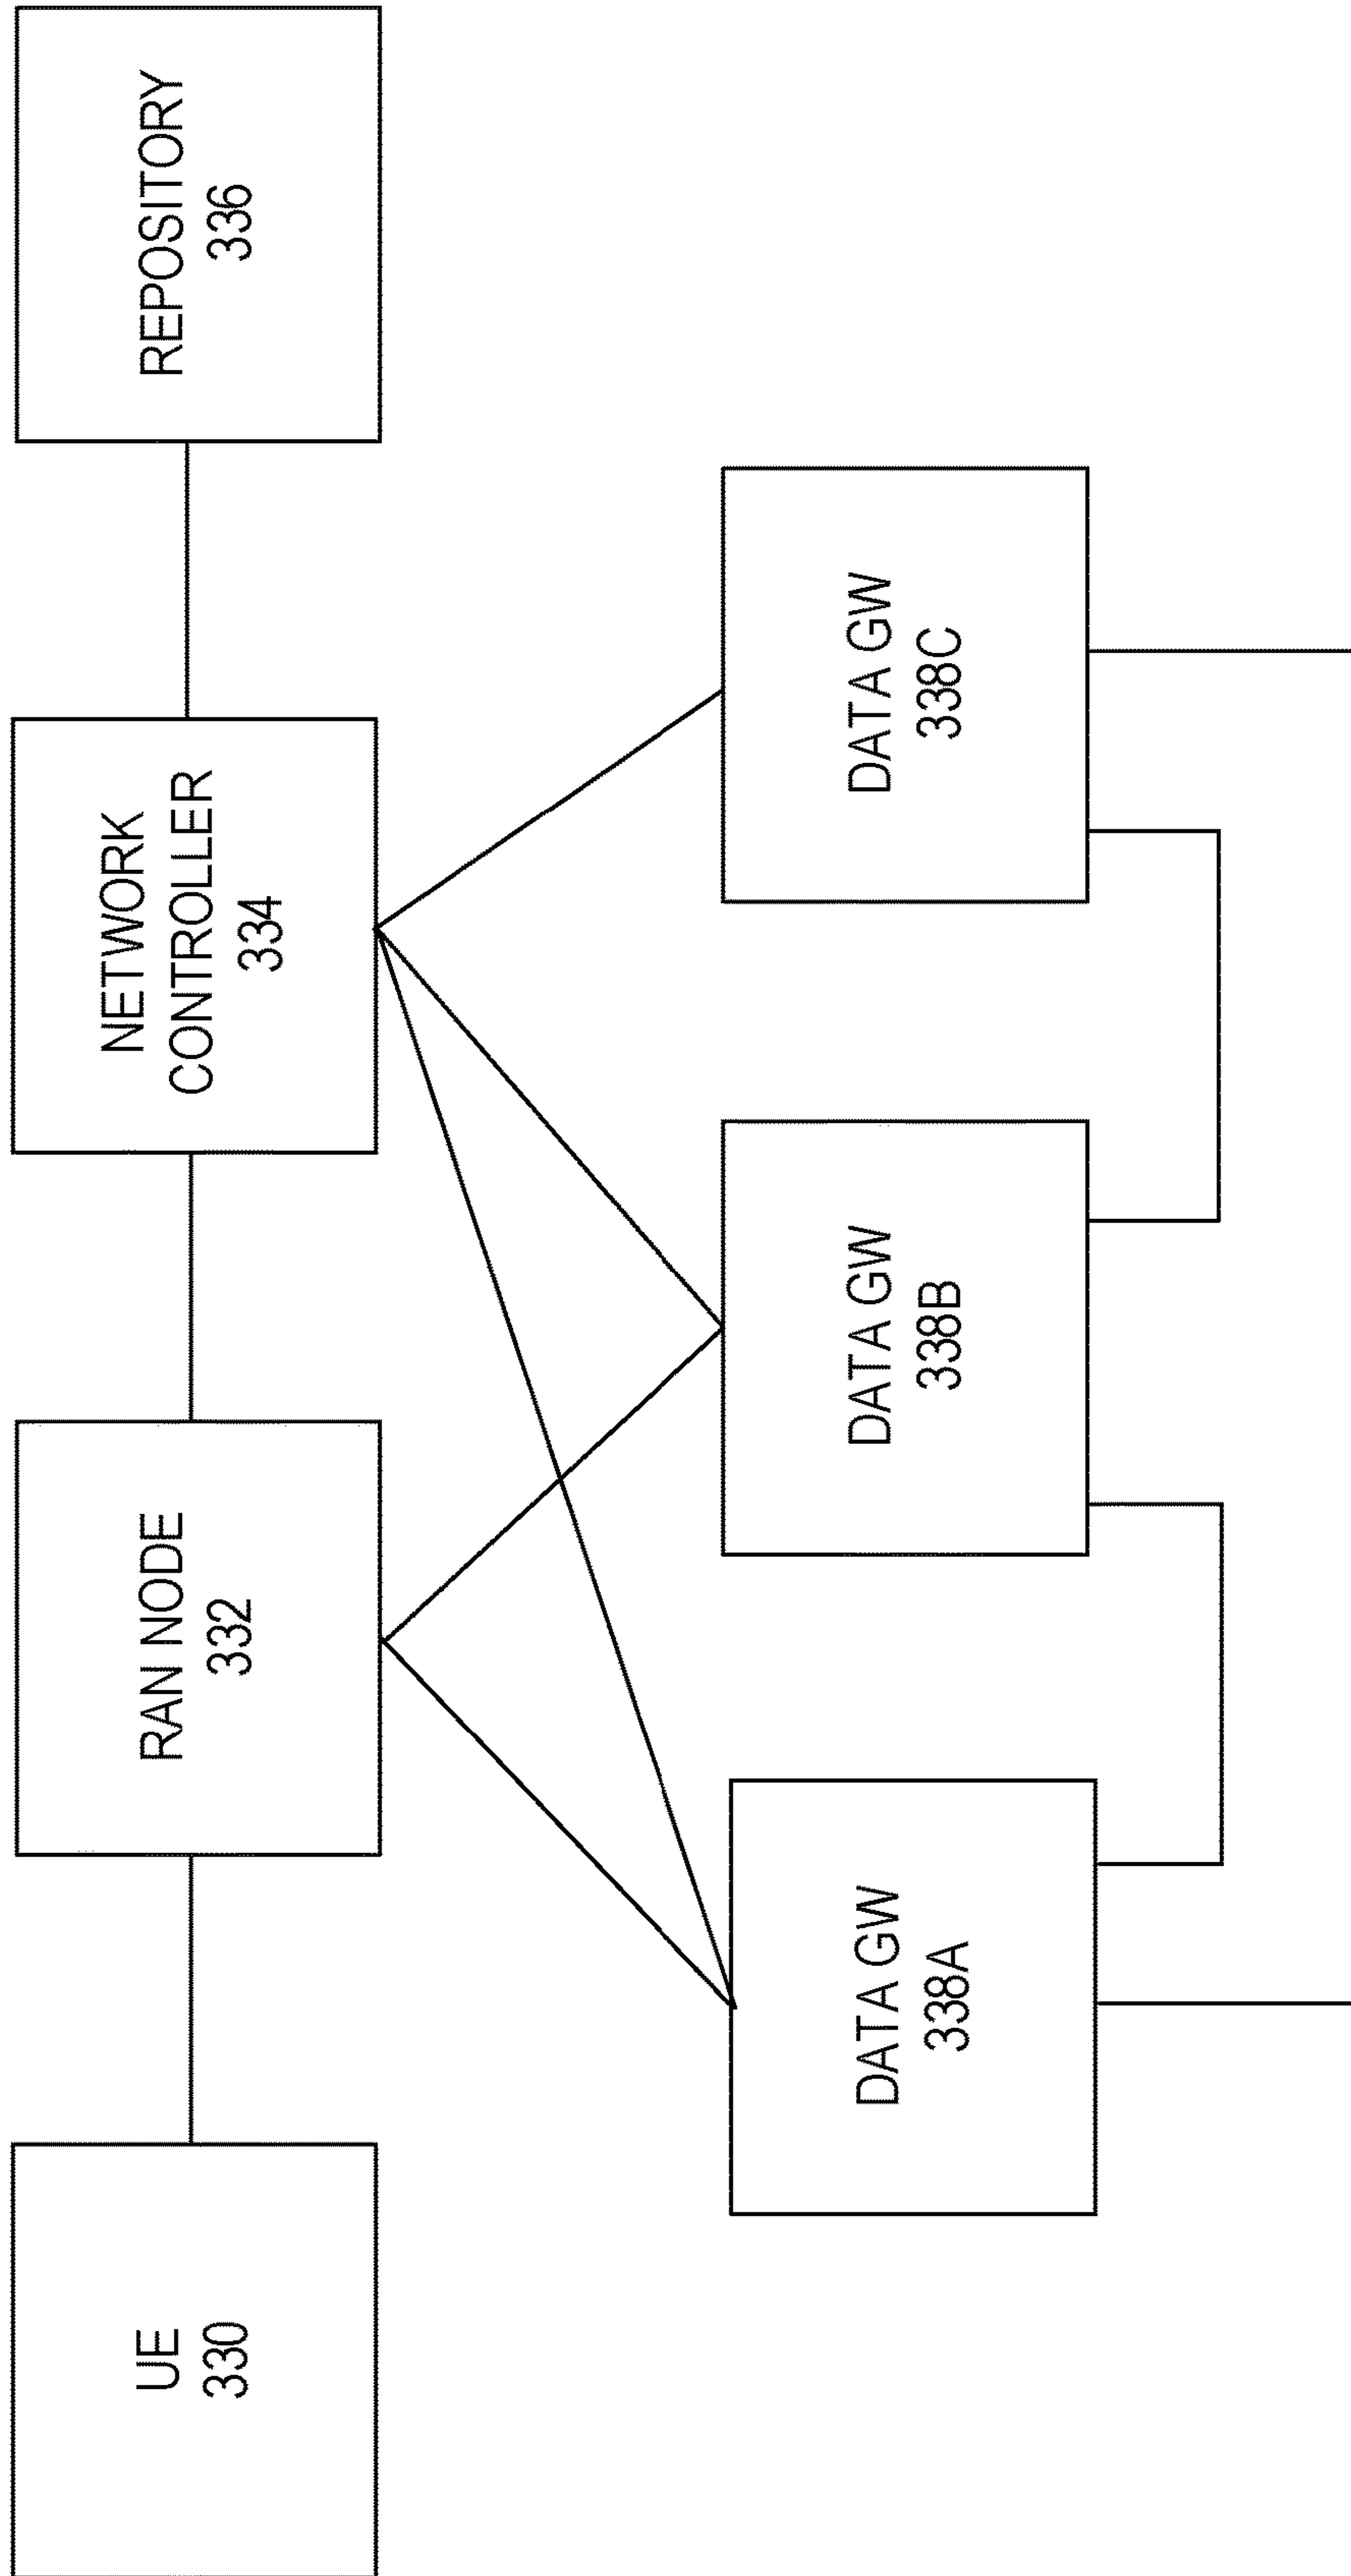 UE
330
RAN NODE
332
NETWORK
CONTROLLER
334
REPOSITORY
336
DATA GW
338A
DATA GW
338B
DATA GW
338C